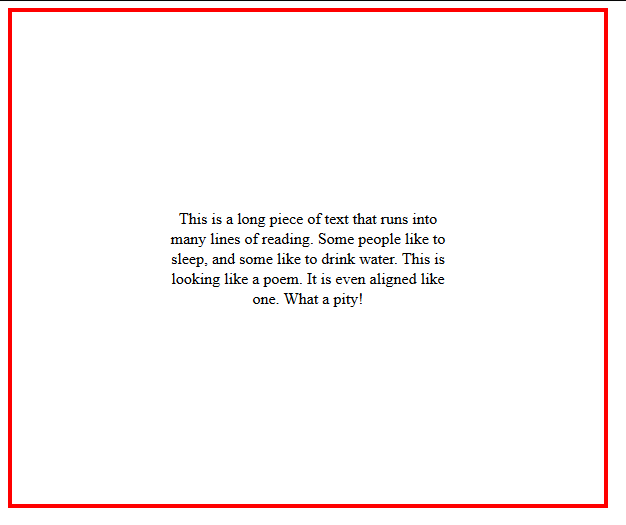 This is a long piece of text that runs into
many lines of reading. Some people like to
sleep, and some like to drink water. This is
looking like a poem. It is even aligned like
one. What a pity!